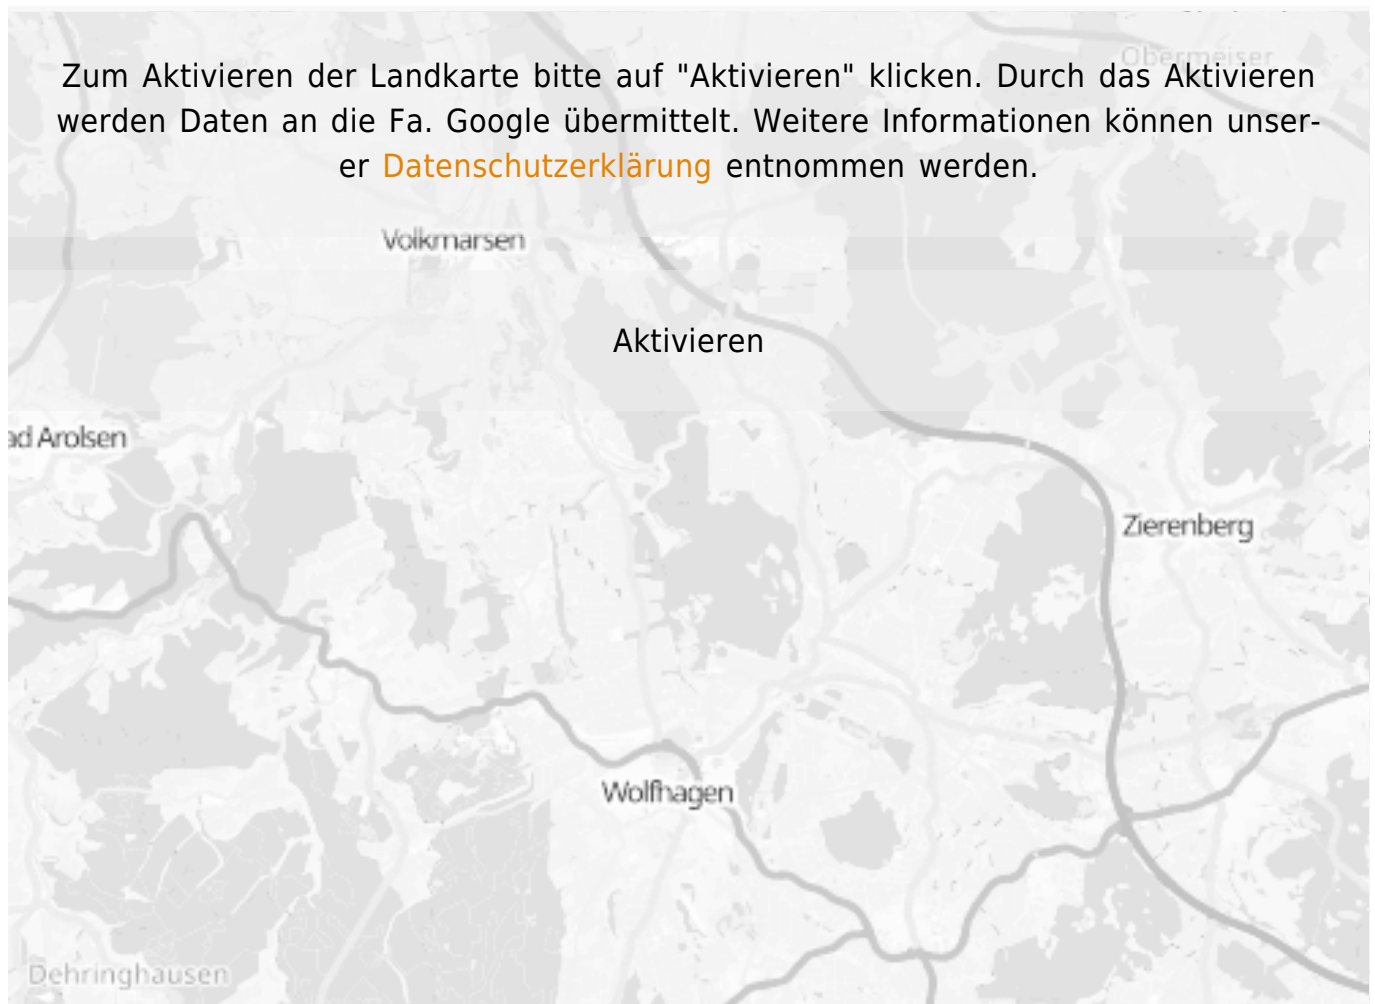 Obermeiser
Zum Aktivieren der Landkarte bitte auf "Aktivieren" klicken. Durch das Aktivieren
werden Daten an die Fa. Google übermittelt. Weitere Informationen können unser-
er Datenschutzerklärung entnommen werden.
Volkmarsen
Aktivieren
ad Arolsen
Zierenberg
Wolfhagen
Dehringhausen